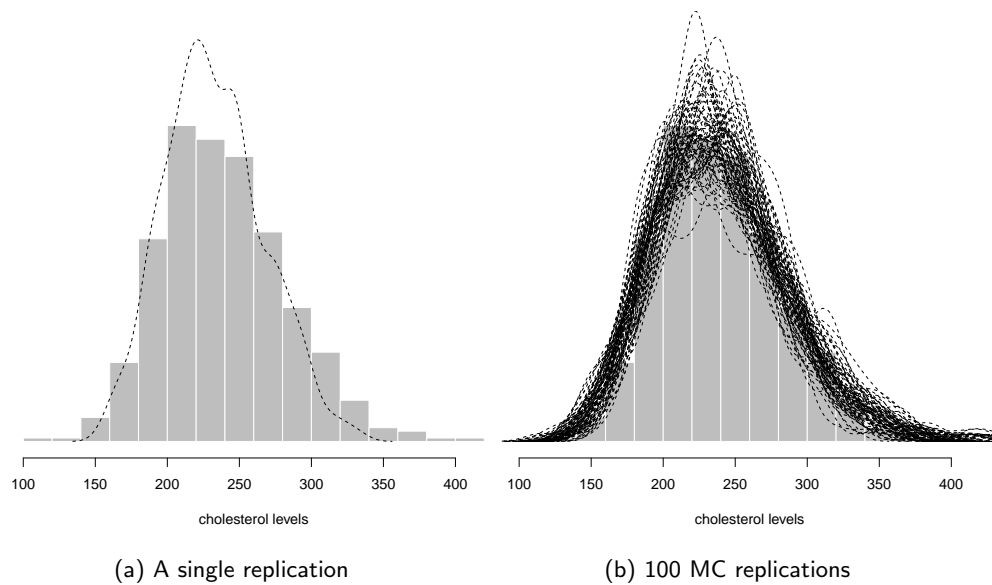 100 150 200 250 300 350 400
cholesterol levels
(a) A single replication
100 150 200 250 300 350 400
cholesterol levels
(b) 100 MC replications